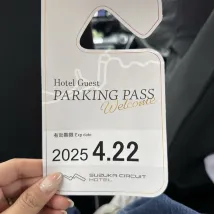 Hotel Guest
PARKING PASS
Welcome
有効期限 Exp date
2025 4.22
SUZUKA CIRCUIT
HOTEL